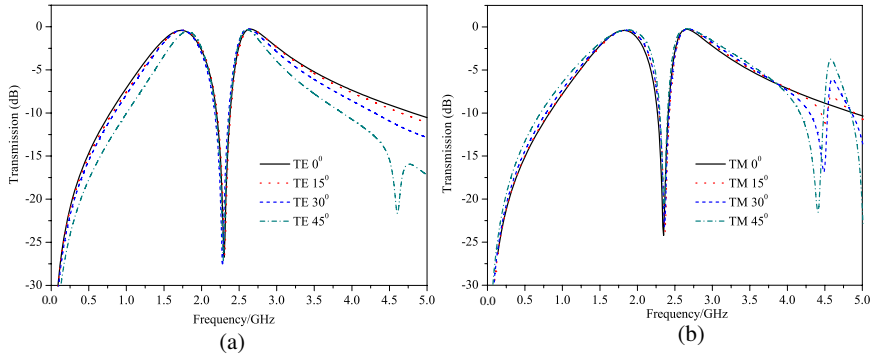 0
-5
-10
-15
-20
-25
-30
Transmission (dB)
TE 0⁰
TE 15⁰
TE 30⁰
TE 45⁰
0.0 0.5 1.0 1.5 2.0 2.5 3.0 3.5 4.0 4.5 5.0
Frequency/GHz
(a)
0
-5
-10
-15
-20
-25
-30
Transmission (dB)
TM 0⁰
TM 15⁰
TM 30⁰
TM 45⁰
0.0 0.5 1.0 1.5 2.0 2.5 3.0 3.5 4.0 4.5 5.0
Frequency/GHz
(b)